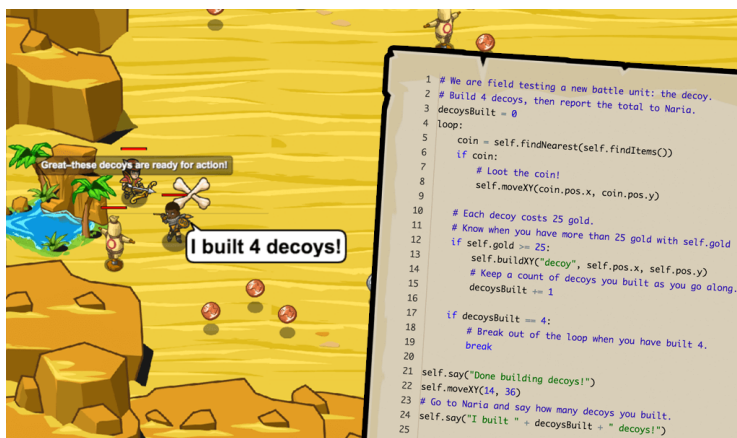 Great–these decoys are ready for action!
I built 4 decoys!
1 # We are field testing a new battle unit: the decoy.
2 # Build 4 decoys, then report the total to Naria.
3 decoysBuilt = 0
4 loop:
5 coin = self.findNearest(self.findItems())
6 if coin:
7 # Loot the coin!
8 self.moveXY(coin.pos.x, coin.pos.y)
9
10 # Each decoy costs 25 gold.
11 # Know when you have more than 25 gold with self.gold
12 if self.gold >= 25:
13 self.buildXY("decoy", self.pos.x, self.pos.y)
14 # Keep a count of decoys you built as you go along.
15 decoysBuilt += 1
16
17 if decoysBuilt == 4:
18 # Break out of the loop when you have built 4.
19 break
20
21 self.say("Done building decoys!")
22 self.moveXY(14, 36)
23 # Go to Naria and say how many decoys you built.
24 self.say("I built " + decoysBuilt + " decoys!")
25